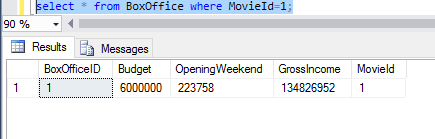 select * from BoxOffice where MovieId=1;
90 %
Results Messages
BoxOfficeID Budget OpeningWeekend GrossIncome MovieId
1 1 6000000 223758 134826952 1